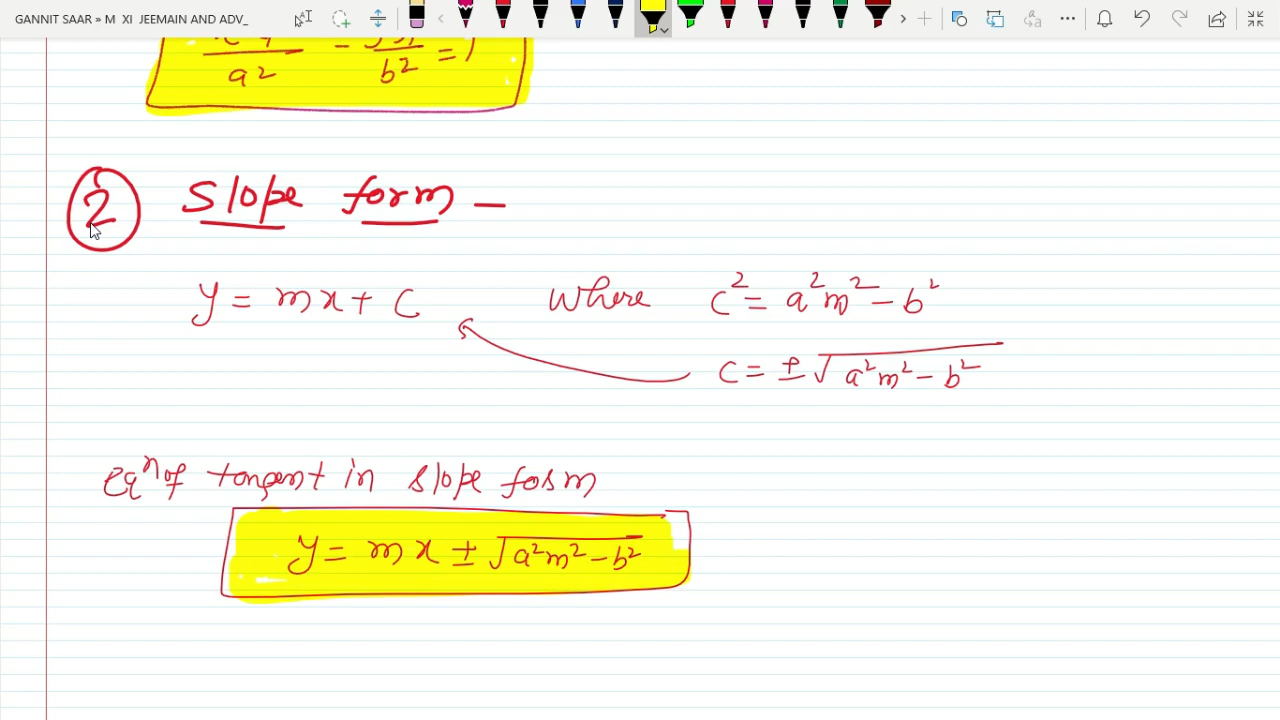 GANNIT SAAR » M XI JEEMAIN AND ADV_
a² b² = 1
2 Slope form -
y = mx + c where c² = a²m² - b²
c = ± √a²m² - b²
Eqⁿ of tangent in slope form
y = mx ± √a²m² - b²